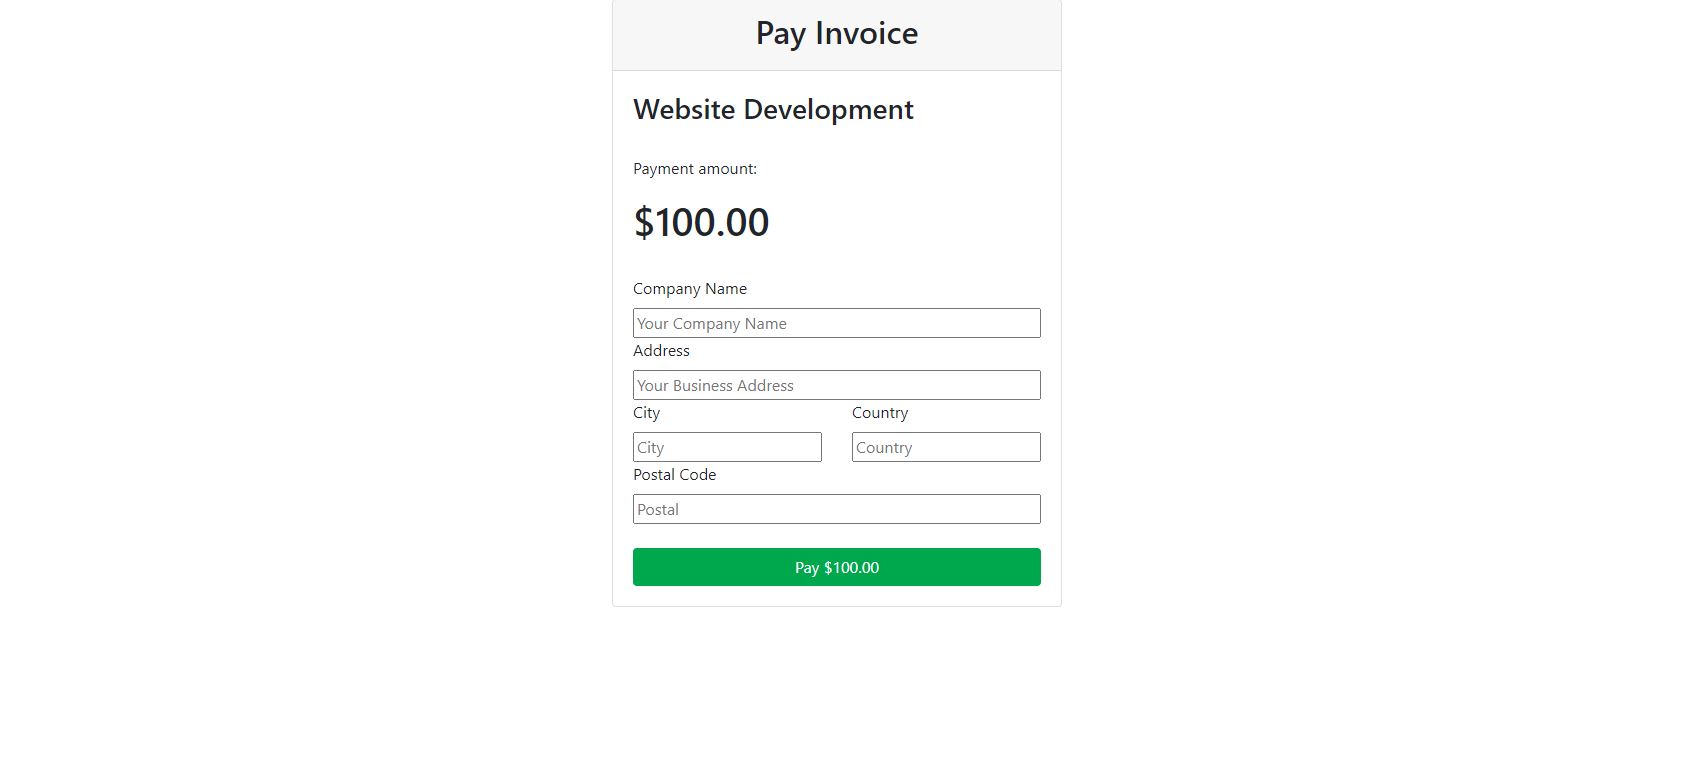 Pay Invoice
Website Development
Payment amount:
$100.00
Company Name
Your Company Name
Address
Your Business Address
City Country
City Country
Postal Code
Postal
Pay $100.00